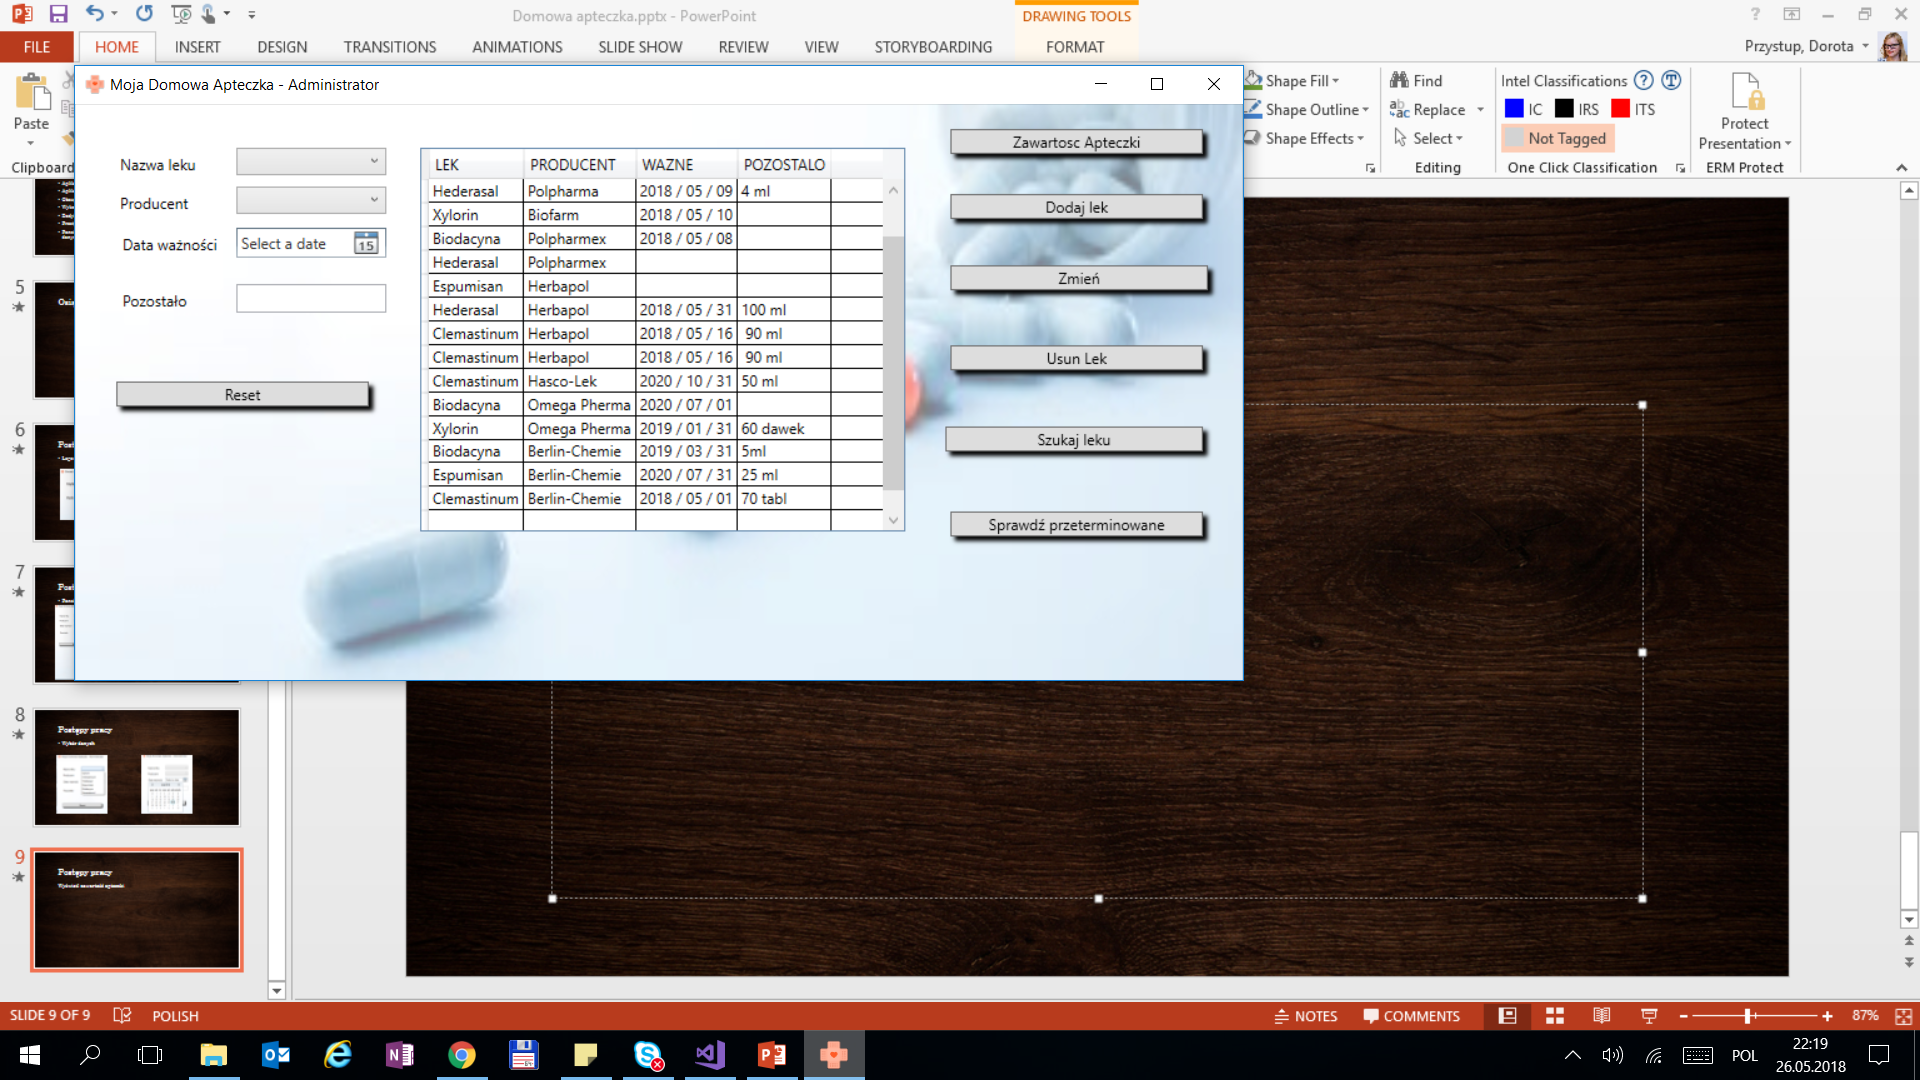 Domowa apteczka.pptx - PowerPoint
DRAWING TOOLS
FILE HOME INSERT DESIGN TRANSITIONS ANIMATIONS SLIDE SHOW REVIEW VIEW STORYBOARDING FORMAT
Przystup, Dorota
Moja Domowa Apteczka - Administrator
Paste
Clipboard
Shape Fill
Shape Outline
Shape Effects
Find
Replace
Select
Editing
Intel Classifications
IC IRS ITS
Not Tagged
One Click Classification
Protect
Presentation
ERM Protect
Nazwa leku
Producent
Data ważności
Select a date 15
Pozostało
Reset
LEK PRODUCENT WAZNE POZOSTALO
Hederasal Polpharma 2018 / 05 / 09 4 ml
Xylorin Biofarm 2018 / 05 / 10
Biodacyna Polpharmex 2018 / 05 / 08
Hederasal Polpharmex
Espumisan Herbapol
Hederasal Herbapol 2018 / 05 / 31 100 ml
Clemastinum Herbapol 2018 / 05 / 16 90 ml
Clemastinum Herbapol 2018 / 05 / 16 90 ml
Clemastinum Hasco-Lek 2020 / 10 / 31 50 ml
Biodacyna Omega Pherma 2020 / 07 / 01
Xylorin Omega Pherma 2019 / 01 / 31 60 dawek
Biodacyna Berlin-Chemie 2019 / 03 / 31 5ml
Espumisan Berlin-Chemie 2020 / 07 / 31 25 ml
Clemastinum Berlin-Chemie 2018 / 05 / 01 70 tabl
Zawartosc Apteczki
Dodaj lek
Zmień
Usun Lek
Szukaj leku
Sprawdź przeterminowane
5
6
7
8
Postępy pracy
9
Postępy pracy
SLIDE 9 OF 9 POLISH NOTES COMMENTS 87%
POL
22:19
26.05.2018